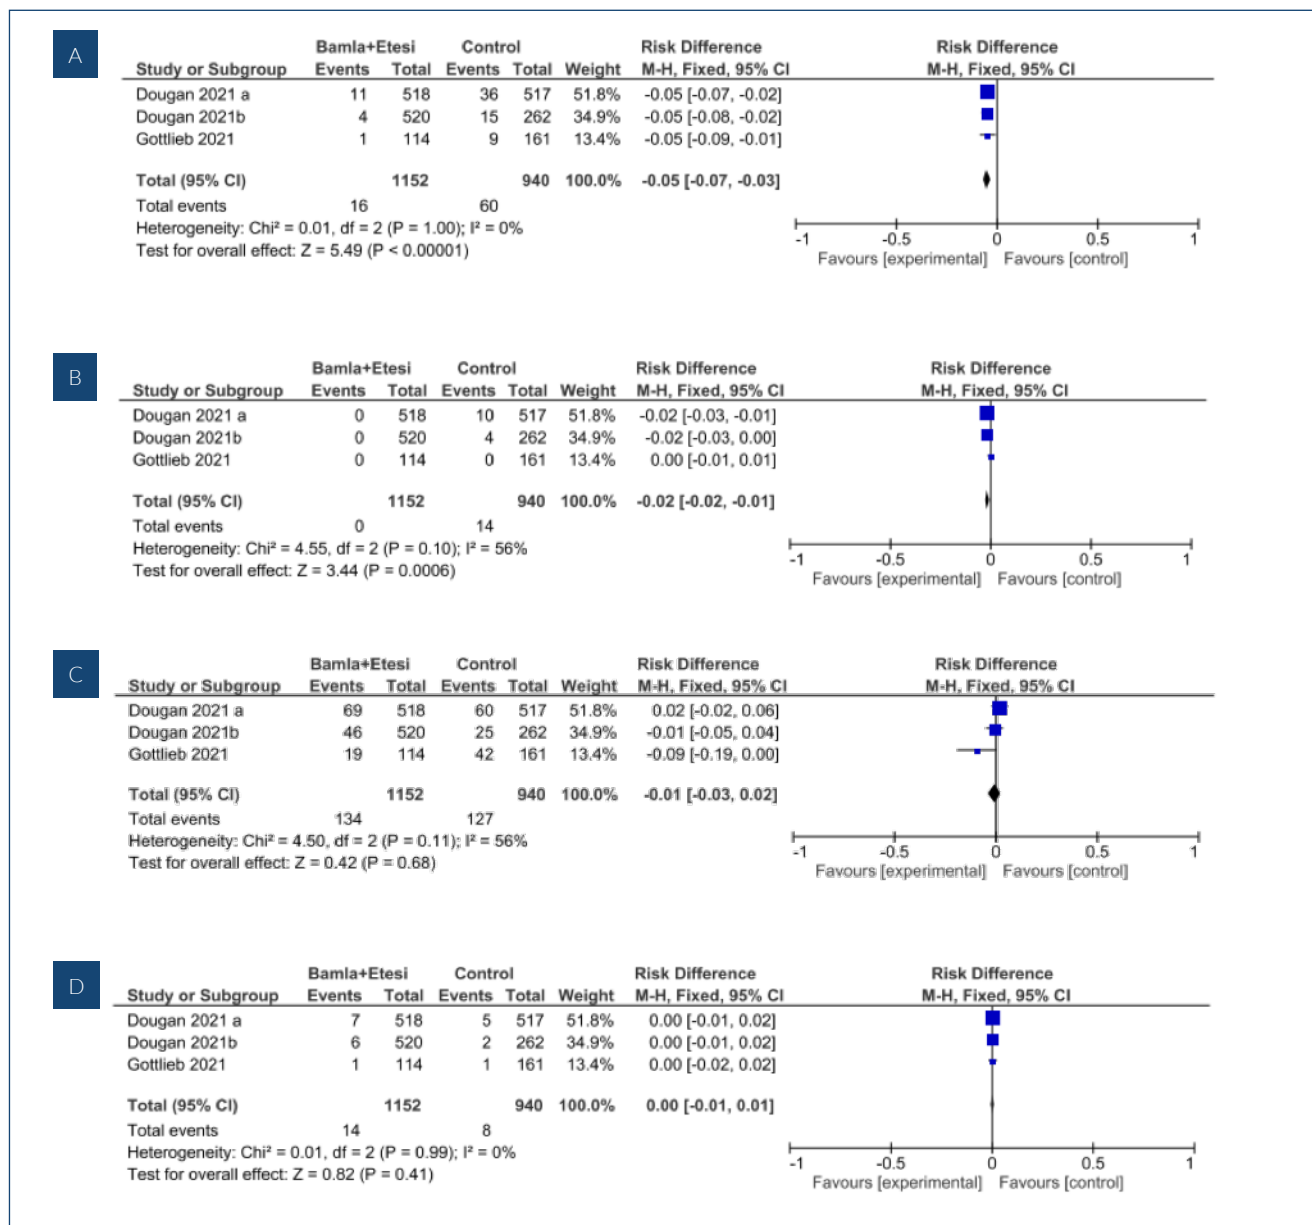 A
Bamla+Etesi Control Risk Difference Risk Difference
Study or Subgroup Events Total Events Total Weight M-H, Fixed, 95% CI M-H, Fixed, 95% CI
Dougan 2021 a 11 518 36 517 51.8% -0.05 [-0.07, -0.02]
Dougan 2021b 4 520 15 262 34.9% -0.05 [-0.08, -0.02]
Gottlieb 2021 1 114 9 161 13.4% -0.05 [-0.09, -0.01]
Total (95% CI) 1152 940 100.0% -0.05 [-0.07, -0.03]
Total events 16 60
Heterogeneity: Chi² = 0.01, df = 2 (P = 1.00); I² = 0%
Test for overall effect: Z = 5.49 (P < 0.00001)
-1 -0.5 0 0.5 1
Favours [experimental] Favours [control]
B
Bamla+Etesi Control Risk Difference Risk Difference
Study or Subgroup Events Total Events Total Weight M-H, Fixed, 95% CI M-H, Fixed, 95% CI
Dougan 2021 a 0 518 10 517 51.8% -0.02 [-0.03, -0.01]
Dougan 2021b 0 520 4 262 34.9% -0.02 [-0.03, 0.00]
Gottlieb 2021 0 114 0 161 13.4% 0.00 [-0.01, 0.01]
Total (95% CI) 1152 940 100.0% -0.02 [-0.02, -0.01]
Total events 0 14
Heterogeneity: Chi² = 4.55, df = 2 (P = 0.10); I² = 56%
Test for overall effect: Z = 3.44 (P = 0.0006)
-1 -0.5 0 0.5 1
Favours [experimental] Favours [control]
C
Bamla+Etesi Control Risk Difference Risk Difference
Study or Subgroup Events Total Events Total Weight M-H, Fixed, 95% CI M-H, Fixed, 95% CI
Dougan 2021 a 69 518 60 517 51.8% 0.02 [-0.02, 0.06]
Dougan 2021b 46 520 25 262 34.9% -0.01 [-0.05, 0.04]
Gottlieb 2021 19 114 42 161 13.4% -0.09 [-0.19, 0.00]
Total (95% CI) 1152 940 100.0% -0.01 [-0.03, 0.02]
Total events 134 127
Heterogeneity: Chi² = 4.50, df = 2 (P = 0.11); I² = 56%
Test for overall effect: Z = 0.42 (P = 0.68)
-1 -0.5 0 0.5 1
Favours [experimental] Favours [control]
D
Bamla+Etesi Control Risk Difference Risk Difference
Study or Subgroup Events Total Events Total Weight M-H, Fixed, 95% CI M-H, Fixed, 95% CI
Dougan 2021 a 7 518 5 517 51.8% 0.00 [-0.01, 0.02]
Dougan 2021b 6 520 2 262 34.9% 0.00 [-0.01, 0.02]
Gottlieb 2021 1 114 1 161 13.4% 0.00 [-0.02, 0.02]
Total (95% CI) 1152 940 100.0% 0.00 [-0.01, 0.01]
Total events 14 8
Heterogeneity: Chi² = 0.01, df = 2 (P = 0.99); I² = 0%
Test for overall effect: Z = 0.82 (P = 0.41)
-1 -0.5 0 0.5 1
Favours [experimental] Favours [control]